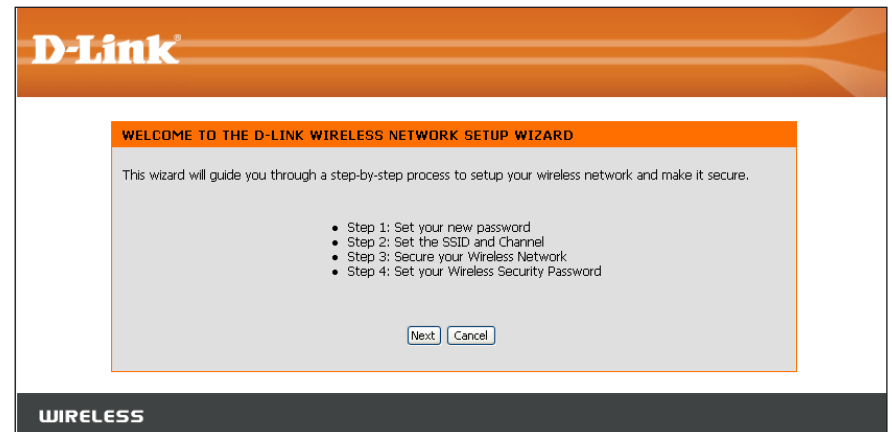 D-Link®
WELCOME TO THE D-LINK WIRELESS NETWORK SETUP WIZARD
This wizard will guide you through a step-by-step process to setup your wireless network and make it secure.
• Step 1: Set your new password
• Step 2: Set the SSID and Channel
• Step 3: Secure your Wireless Network
• Step 4: Set your Wireless Security Password
Next Cancel
WIRELESS